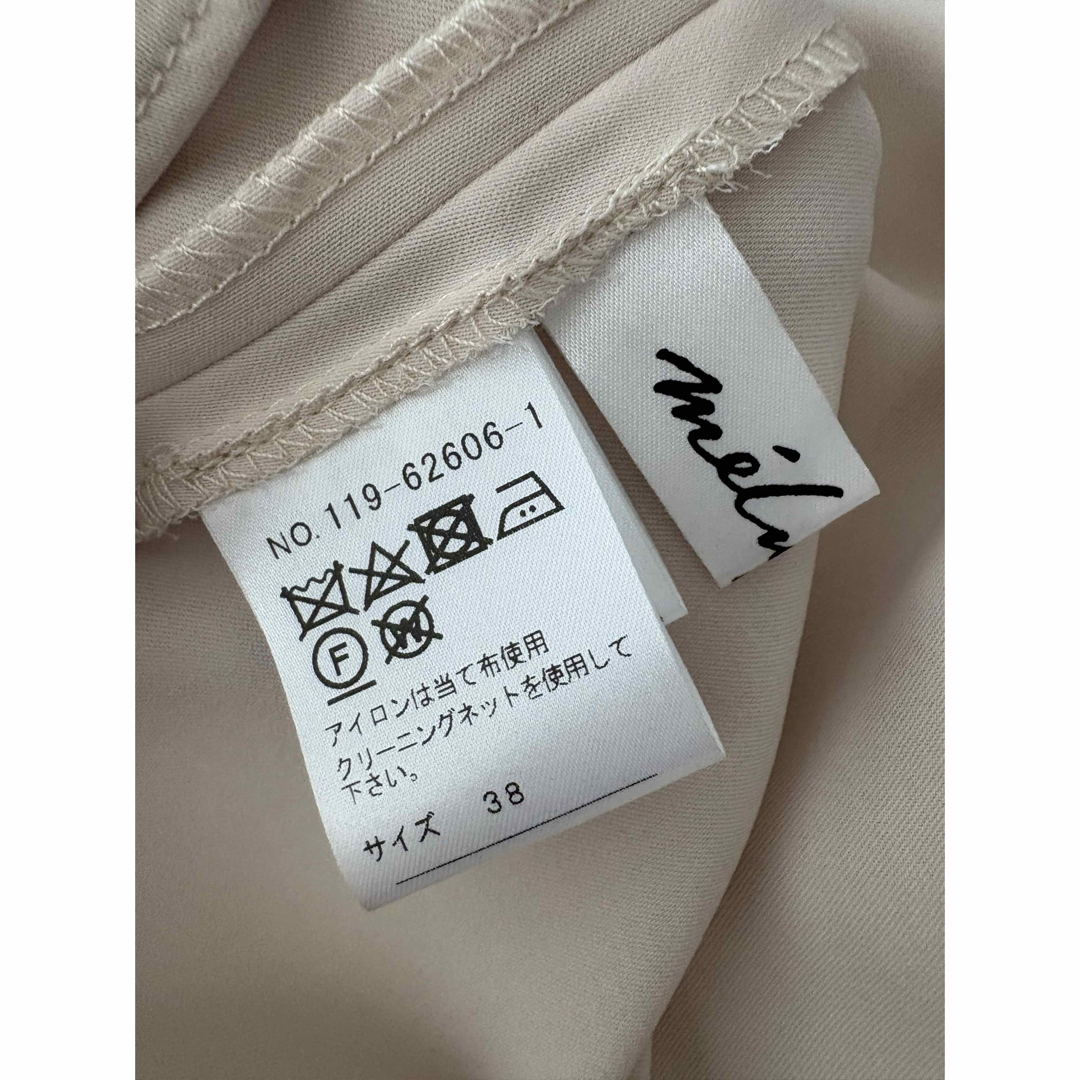 NO.119-62606-1
F W
アイロンは当て布使用
クリーニングネットを使用して
下さい。
サイズ 38